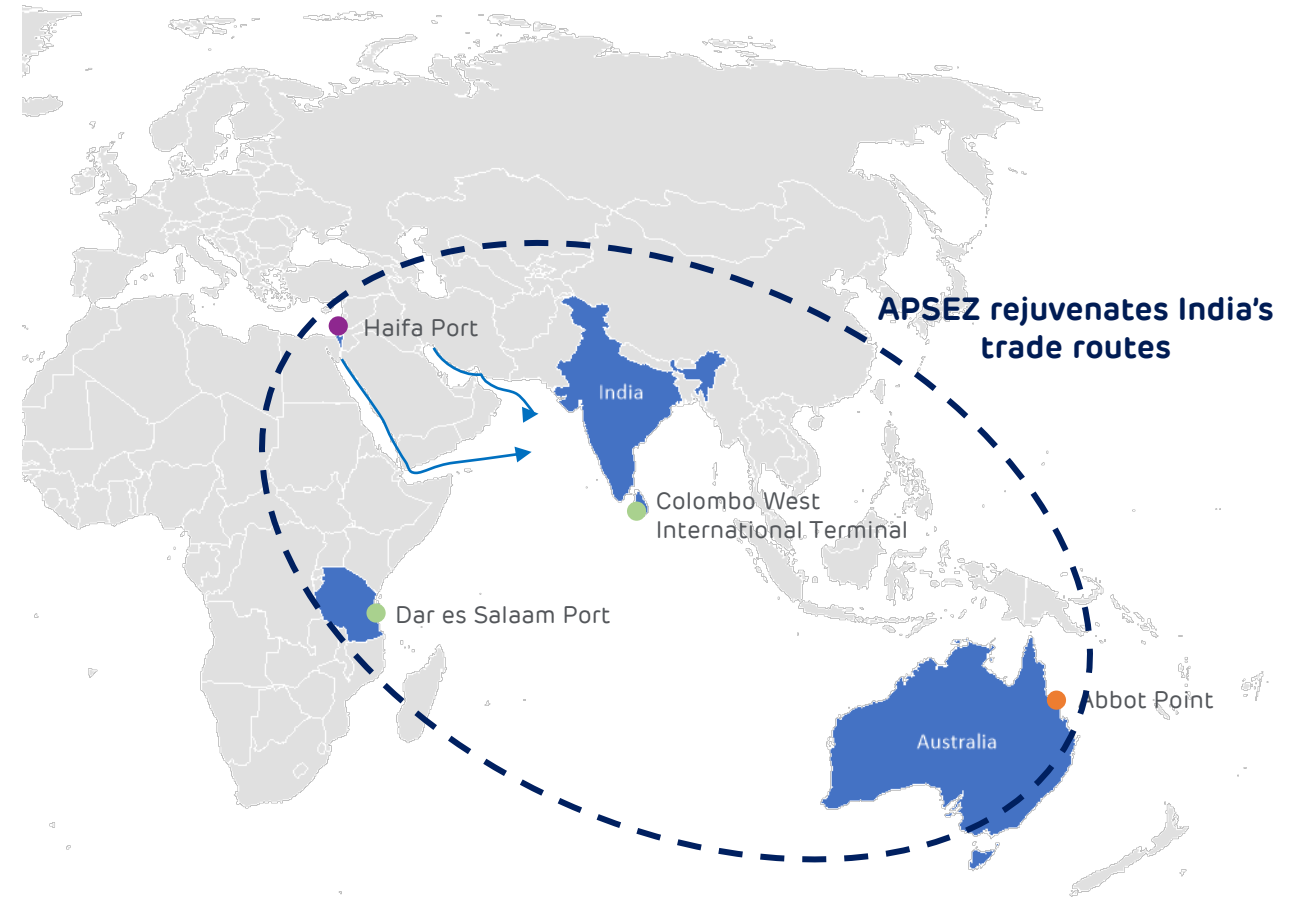 APSEZ rejuvenates India’s
trade routes
Haifa Port
India
Colombo West
International Terminal
Dar es Salaam Port
Abbot Point
Australia